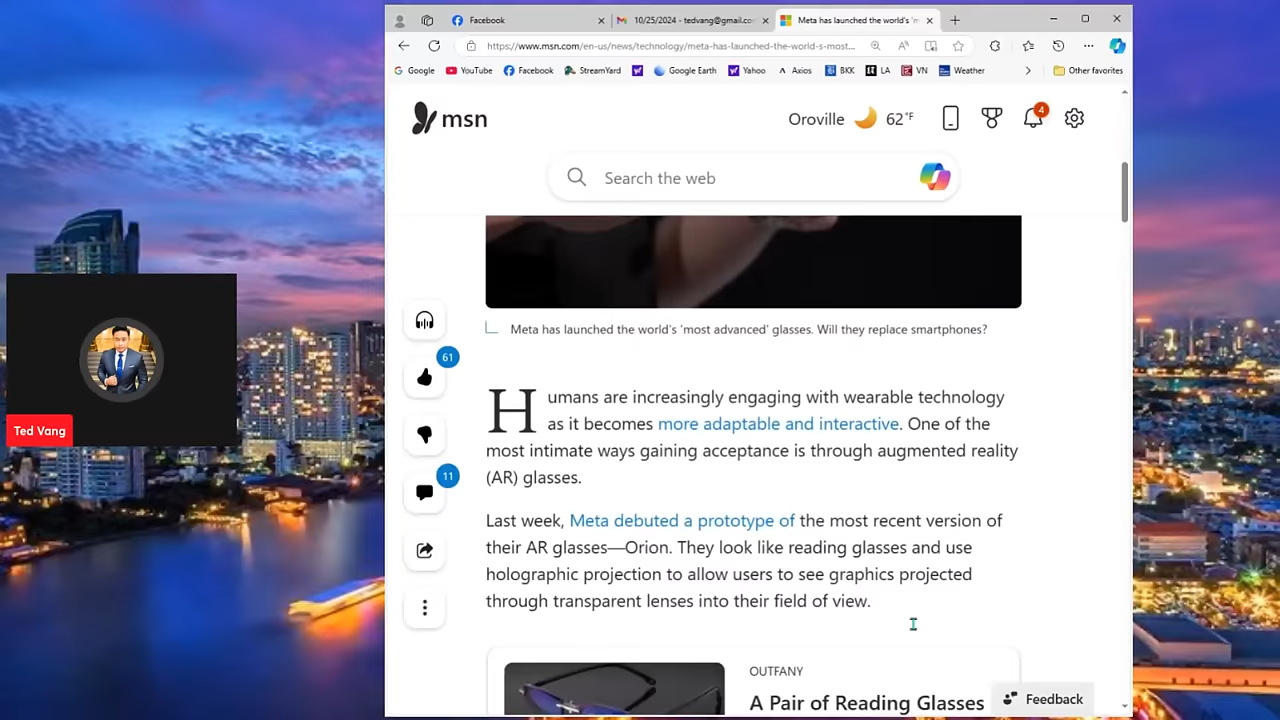 Facebook
10/25/2024 - tedvang@gmail.co
Meta has launched the world's 'm
https://www.msn.com/en-us/news/technology/meta-has-launched-the-world-s-most...
Google
YouTube
Facebook
StreamYard
Google Earth
Yahoo
Axios
BKK
LA
VN
Weather
Other favorites
msn
Oroville
62°F
4
Search the web
Meta has launched the world's 'most advanced' glasses. Will they replace smartphones?
61
11
Humans are increasingly engaging with wearable technology
as it becomes more adaptable and interactive. One of the
most intimate ways gaining acceptance is through augmented reality
(AR) glasses.
Last week, Meta debuted a prototype of the most recent version of
their AR glasses—Orion. They look like reading glasses and use
holographic projection to allow users to see graphics projected
through transparent lenses into their field of view.
OUTFANY
A Pair of Reading Glasses
Feedback
Ted Vang